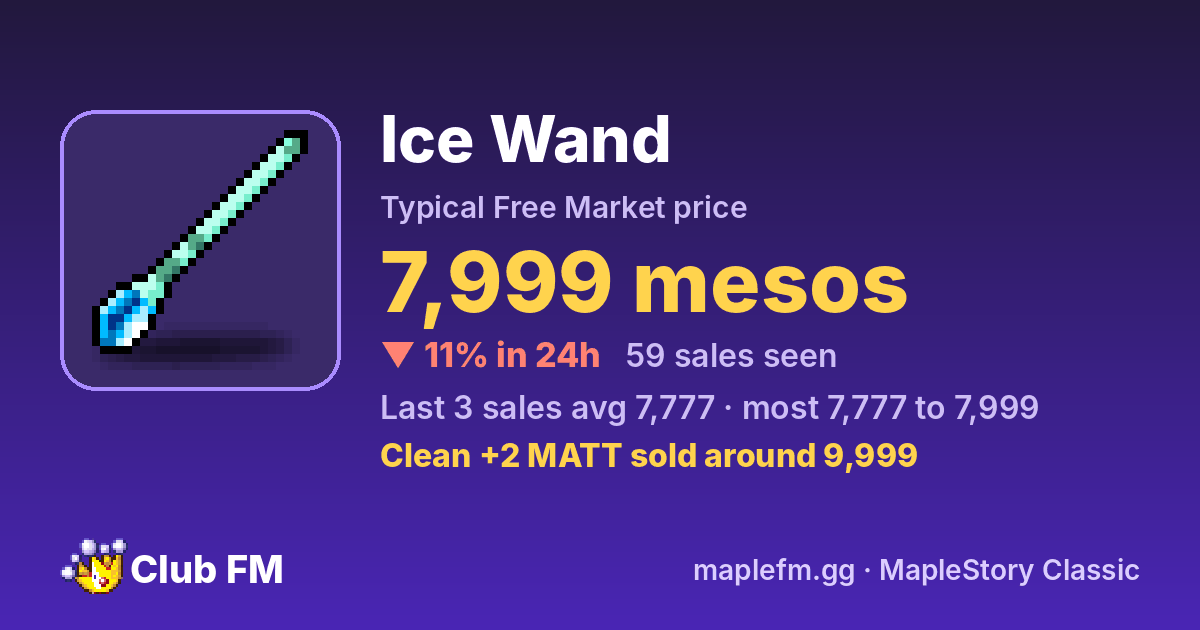 Ice Wand
Typical Free Market price
7,999 mesos
▼ 11% in 24h 59 sales seen
Last 3 sales avg 7,777 · most 7,777 to 7,999
Clean +2 MATT sold around 9,999
Club FM
maplefm.gg · MapleStory Classic